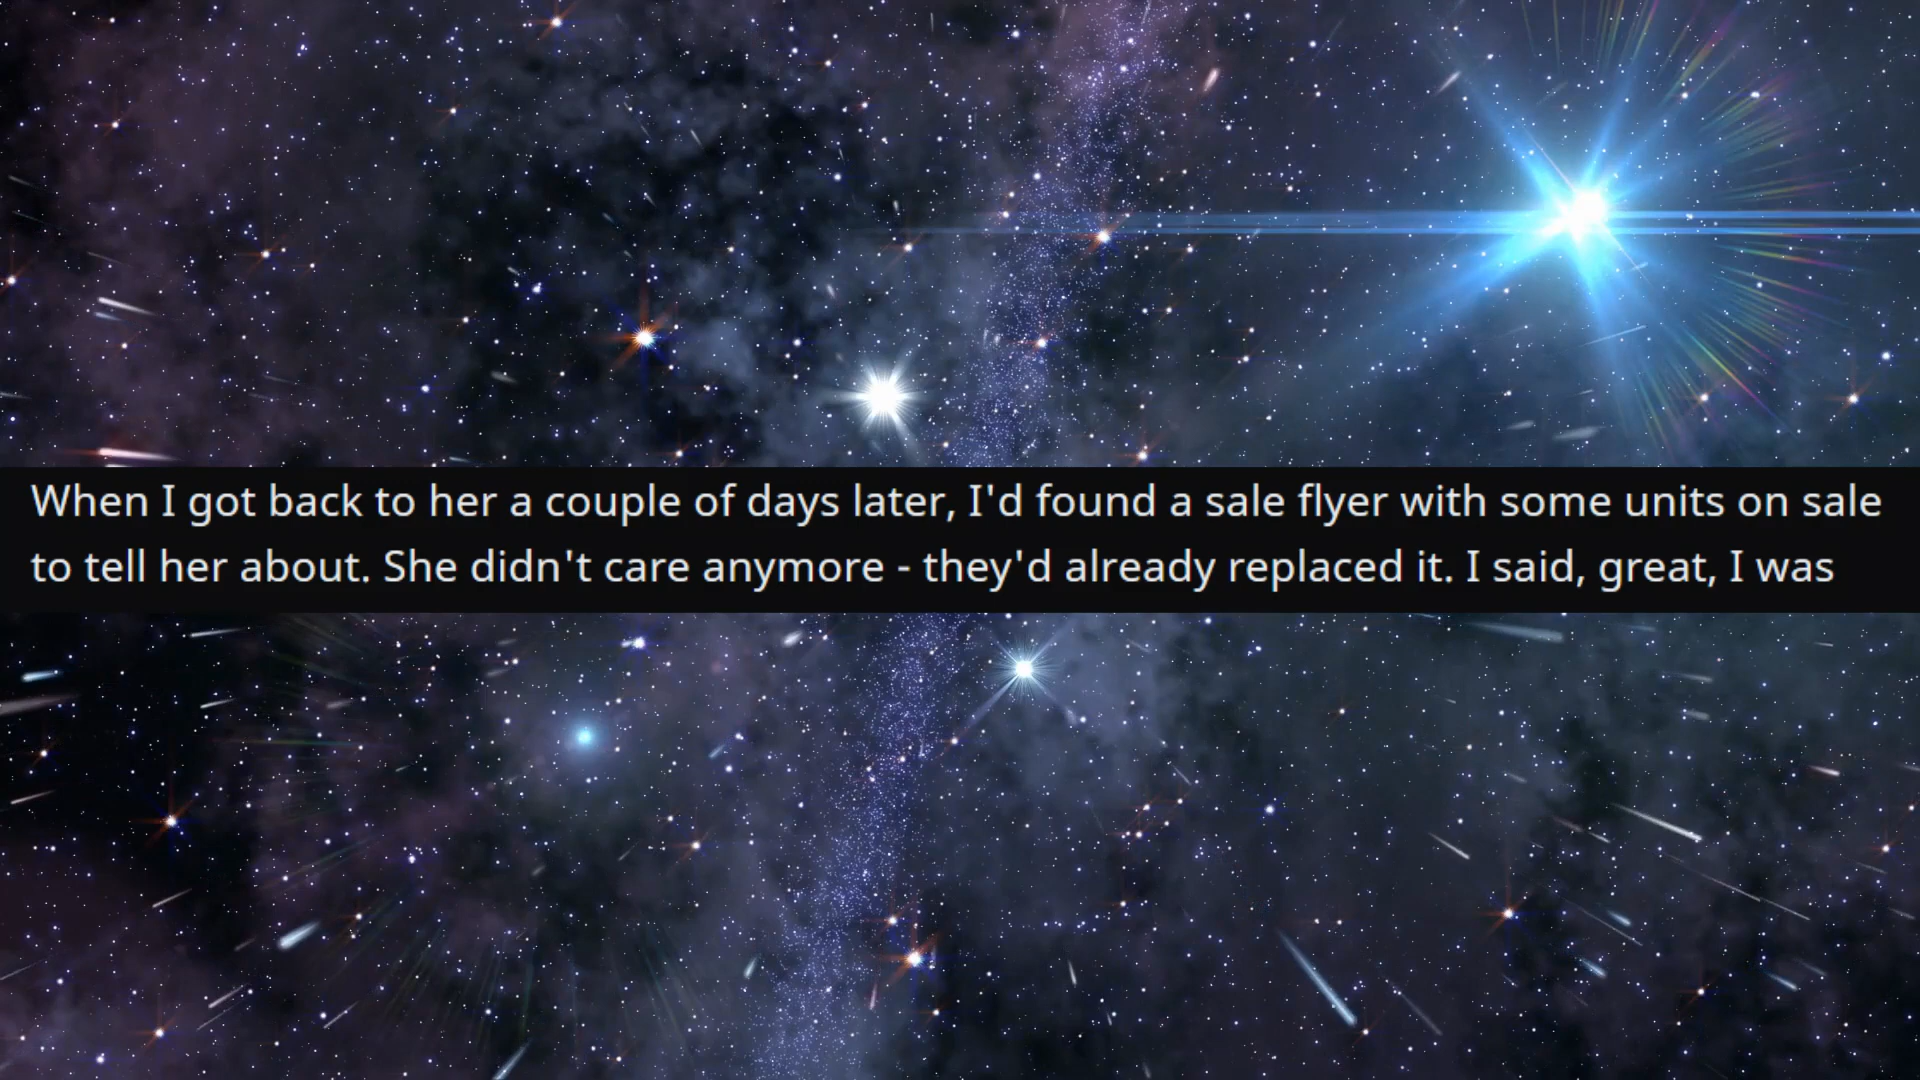 When I got back to her a couple of days later, I'd found a sale flyer with some units on sale
to tell her about. She didn't care anymore - they'd already replaced it. I said, great, I was